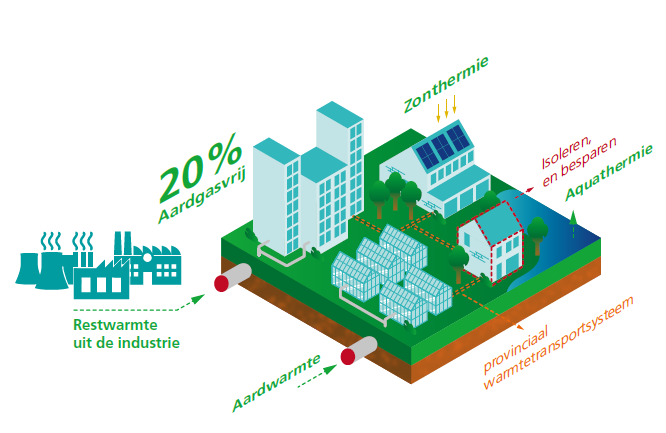 Zonthermie
20%
Aardgasvrij
Isoleren,
en besparen
Aquathermie
Restwarmte
uit de industrie
Aardwarmte
provinciaal
warmtetransportsysteem